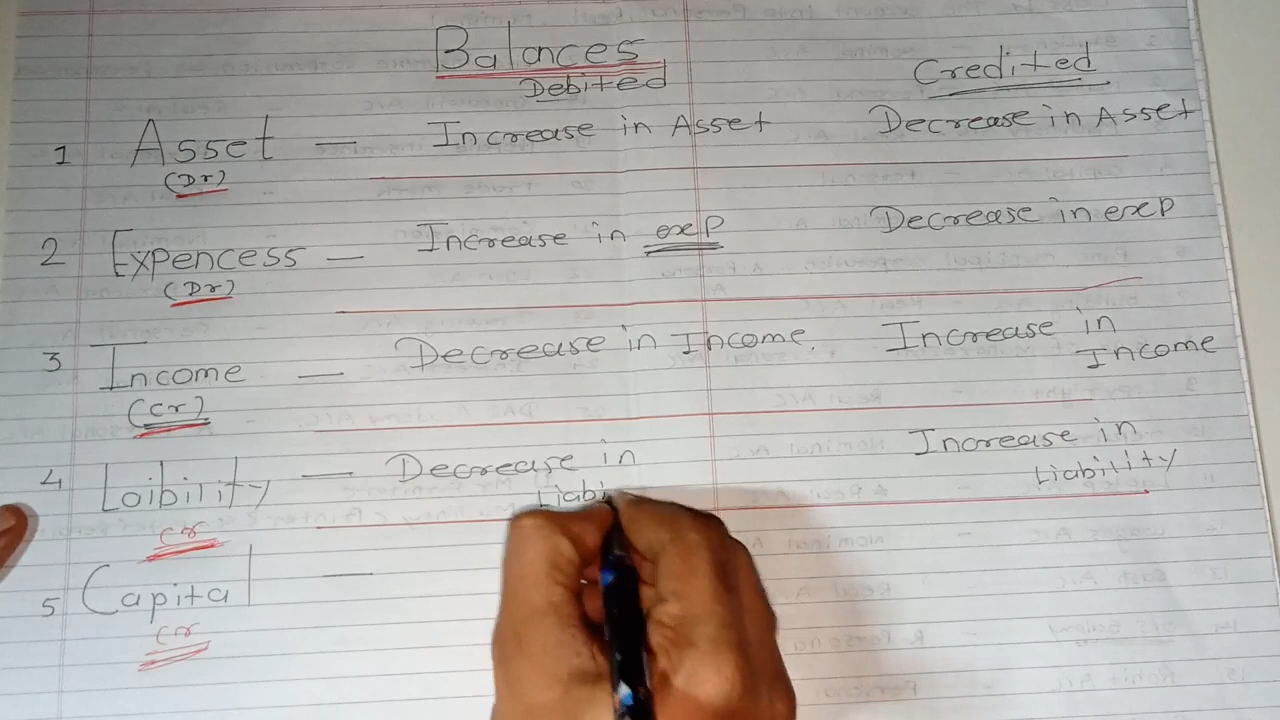 Balances
Debited Credited
1 Asset — Increase in Asset Decrease in Asset
(Dr)
2 Expencess — Increase in exp Decrease in exp
(Dr)
3 Income — Decrease in Income. Increase in
Income
(Cr)
4 Loibility — Decrease in Increase in
Liabi Liability
Cr
5 Capital —
Cr